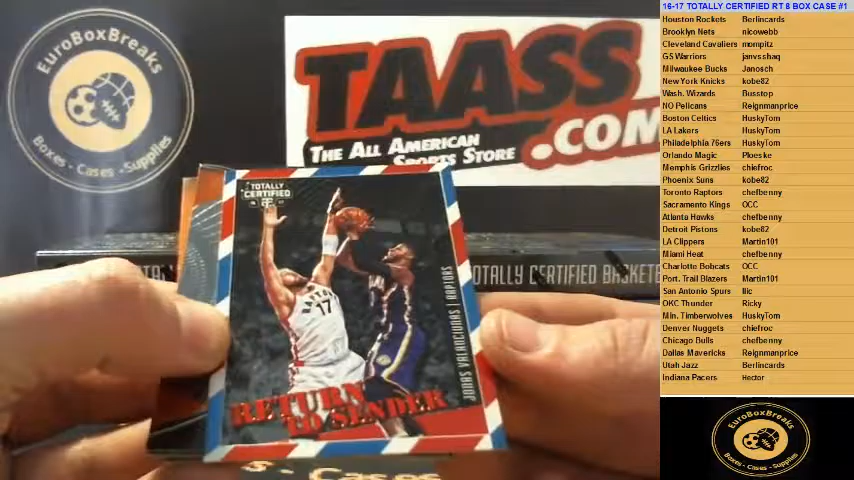 EuroBoxBreaks
Boxes - Cases - Supplies
TAASS
.COM
THE ALL AMERICAN
SPORTS STORE
TOTALLY
CERTIFIED
RAPTORS
17
JONAS VALANCIUNAS | RAPTORS
RETURN
TO SENDER
TOTALLY CERTIFIED BASKETB
Cases
16-17 TOTALLY CERTIFIED RT 8 BOX CASE #1
Houston Rockets Berlincards
Brooklyn Nets nicowebb
Cleveland Cavaliers mompitz
GS Warriors janvsshaq
Milwaukee Bucks Janosch
New York Knicks kobe82
Wash. Wizards Busstop
NO Pelicans Reignmanprice
Boston Celtics HuskyTom
LA Lakers HuskyTom
Philadelphia 76ers HuskyTom
Orlando Magic Ploeske
Memphis Grizzlies chiefroc
Phoenix Suns kobe82
Toronto Raptors chefbenny
Sacramento Kings OCC
Atlanta Hawks chefbenny
Detroit Pistons kobe82
LA Clippers Martin101
Miami Heat chefbenny
Charlotte Bobcats OCC
Port. Trail Blazers Martin101
San Antonio Spurs Ilic
OKC Thunder Ricky
Min. Timberwolves HuskyTom
Denver Nuggets chiefroc
Chicago Bulls chefbenny
Dallas Mavericks Reignmanprice
Utah Jazz Berlincards
Indiana Pacers Hector
EuroBoxBreaks
Boxes - Cases - Supplies